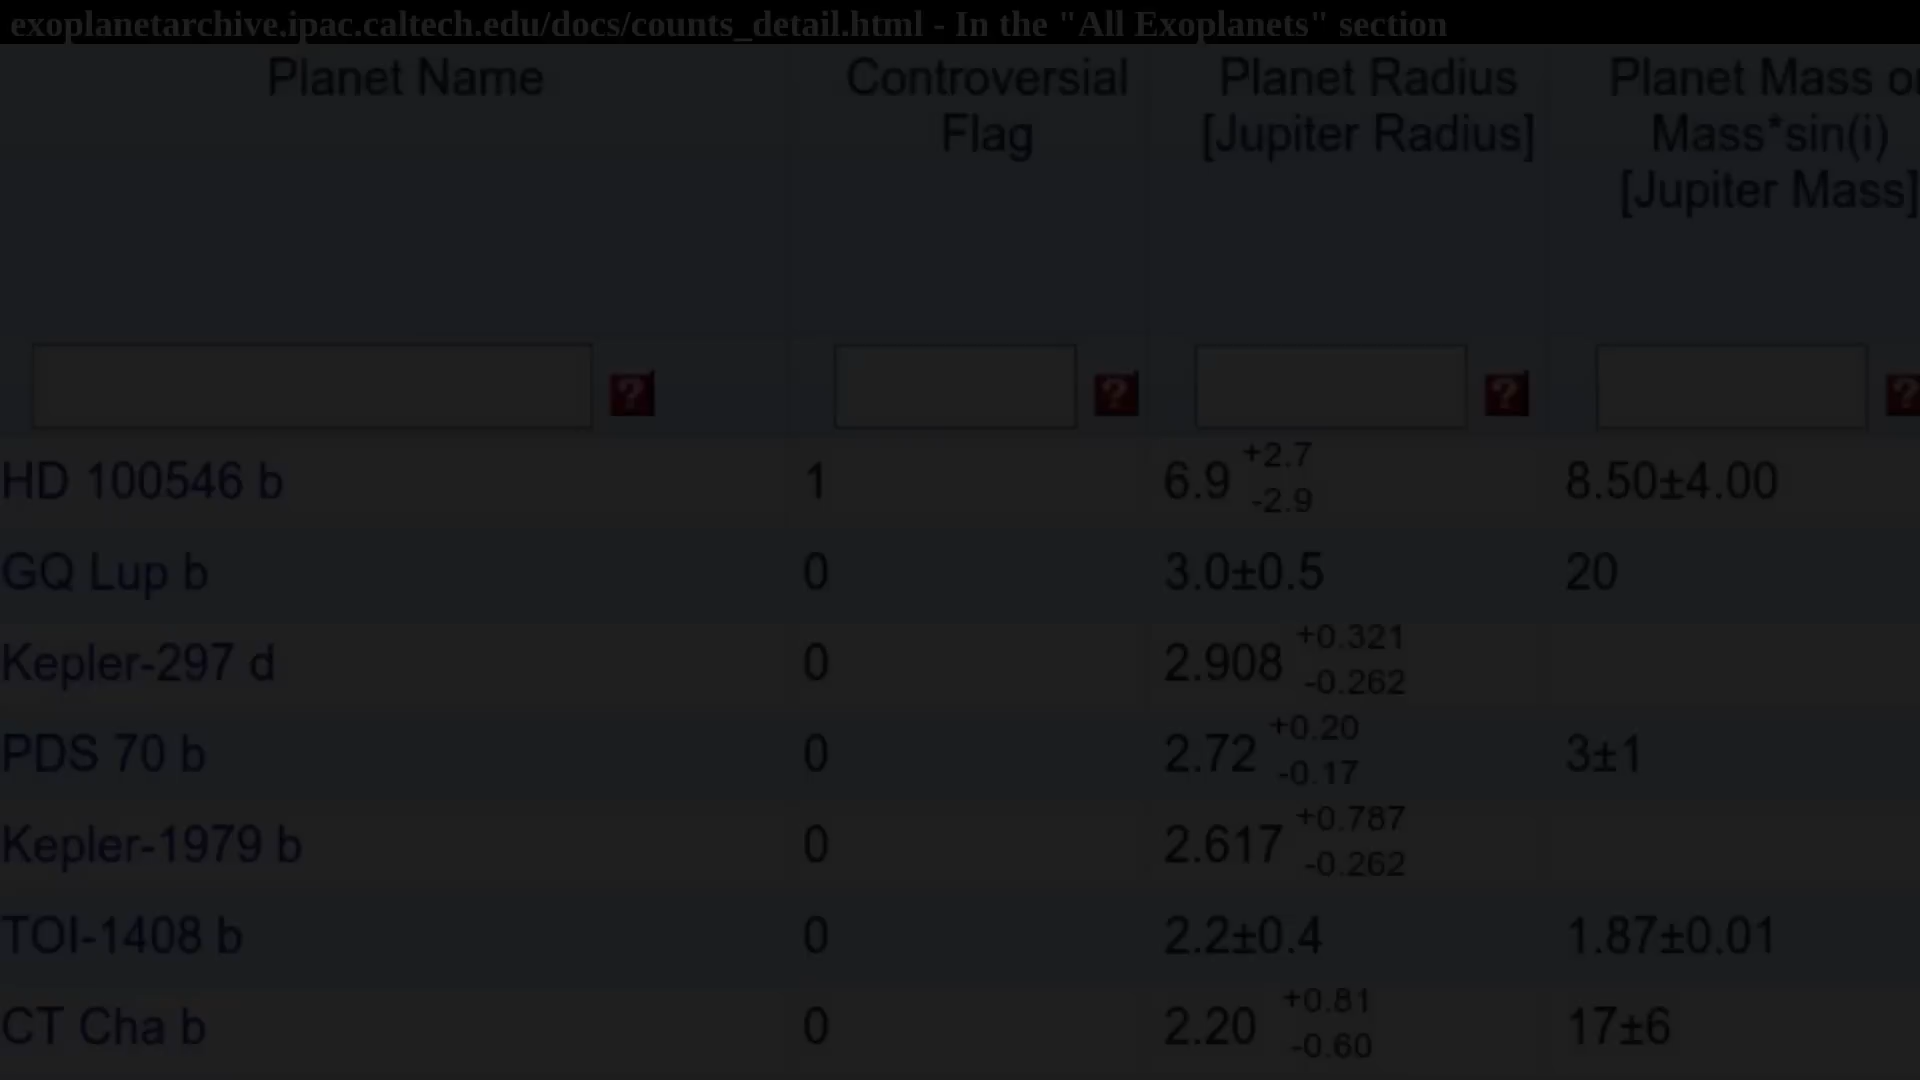 exoplanetarchive.ipac.caltech.edu/docs/counts_detail.html - In the "All Exoplanets" section
Planet Name Controversial Flag Planet Radius [Jupiter Radius] Planet Mass or Mass*sin(i) [Jupiter Mass]
? ? ? ?
HD 100546 b 1 6.9 +2.7 -2.9 8.50±4.00
GQ Lup b 0 3.0±0.5 20
Kepler-297 d 0 2.908 +0.321 -0.262
PDS 70 b 0 2.72 +0.20 -0.17 3±1
Kepler-1979 b 0 2.617 +0.787 -0.262
TOI-1408 b 0 2.2±0.4 1.87±0.01
CT Cha b 0 2.20 +0.81 -0.60 17±6